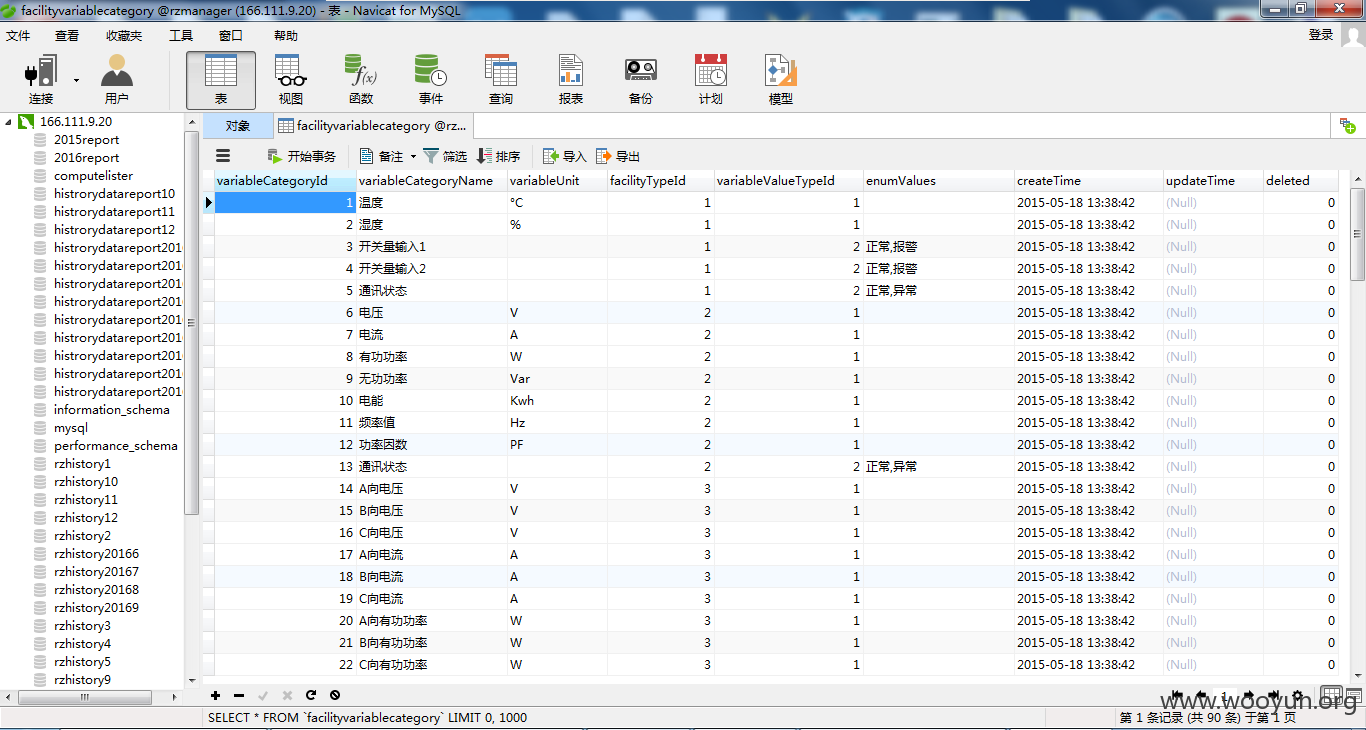 facilityvariablecategory @rzmanager (166.111.9.20) - 表 - Navicat for MySQL
文件 查看 收藏夹 工具 窗口 帮助 登录
连接 用户 表 视图 函数 事件 查询 报表 备份 计划 模型
166.111.9.20
2015report
2016report
computelister
histrorydatareport10
histrorydatareport11
histrorydatareport12
histrorydatareport201
histrorydatareport201
histrorydatareport201
histrorydatareport201
histrorydatareport201
histrorydatareport201
histrorydatareport201
histrorydatareport201
histrorydatareport201
information_schema
mysql
performance_schema
rzhistory1
rzhistory10
rzhistory11
rzhistory12
rzhistory2
rzhistory20166
rzhistory20167
rzhistory20168
rzhistory20169
rzhistory3
rzhistory4
rzhistory5
rzhistory9
对象 facilityvariablecategory @rz...
开始事务 备注 筛选 排序 导入 导出
variableCategoryId variableCategoryName variableUnit facilityTypeId variableValueTypeId enumValues createTime updateTime deleted
1 温度 °C 1 1 2015-05-18 13:38:42 (Null) 0
2 湿度 % 1 1 2015-05-18 13:38:42 (Null) 0
3 开关量输入1 1 2 正常,报警 2015-05-18 13:38:42 (Null) 0
4 开关量输入2 1 2 正常,报警 2015-05-18 13:38:42 (Null) 0
5 通讯状态 1 2 正常,异常 2015-05-18 13:38:42 (Null) 0
6 电压 V 2 1 2015-05-18 13:38:42 (Null) 0
7 电流 A 2 1 2015-05-18 13:38:42 (Null) 0
8 有功功率 W 2 1 2015-05-18 13:38:42 (Null) 0
9 无功功率 Var 2 1 2015-05-18 13:38:42 (Null) 0
10 电能 Kwh 2 1 2015-05-18 13:38:42 (Null) 0
11 频率值 Hz 2 1 2015-05-18 13:38:42 (Null) 0
12 功率因数 PF 2 1 2015-05-18 13:38:42 (Null) 0
13 通讯状态 2 2 正常,异常 2015-05-18 13:38:42 (Null) 0
14 A向电压 V 3 1 2015-05-18 13:38:42 (Null) 0
15 B向电压 V 3 1 2015-05-18 13:38:42 (Null) 0
16 C向电压 V 3 1 2015-05-18 13:38:42 (Null) 0
17 A向电流 A 3 1 2015-05-18 13:38:42 (Null) 0
18 B向电流 A 3 1 2015-05-18 13:38:42 (Null) 0
19 C向电流 A 3 1 2015-05-18 13:38:42 (Null) 0
20 A向有功功率 W 3 1 2015-05-18 13:38:42 (Null) 0
21 B向有功功率 W 3 1 2015-05-18 13:38:42 (Null) 0
22 C向有功功率 W 3 1 2015-05-18 13:38:42 (Null) 0
1
www.wooyun.org
SELECT * FROM `facilityvariablecategory` LIMIT 0, 1000 第 1 条记录 (共 90 条) 于第 1 页